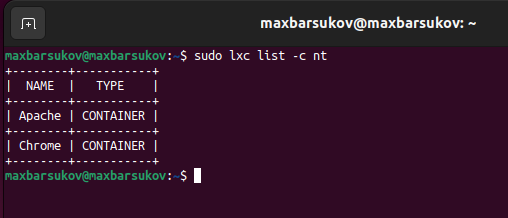 maxbarsukov@maxbarsukov: ~
maxbarsukov@maxbarsukov:~$ sudo lxc list -c nt
+--------+-----------+
|  NAME  |   TYPE    |
+--------+-----------+
| Apache | CONTAINER |
+--------+-----------+
| Chrome | CONTAINER |
+--------+-----------+
maxbarsukov@maxbarsukov:~$